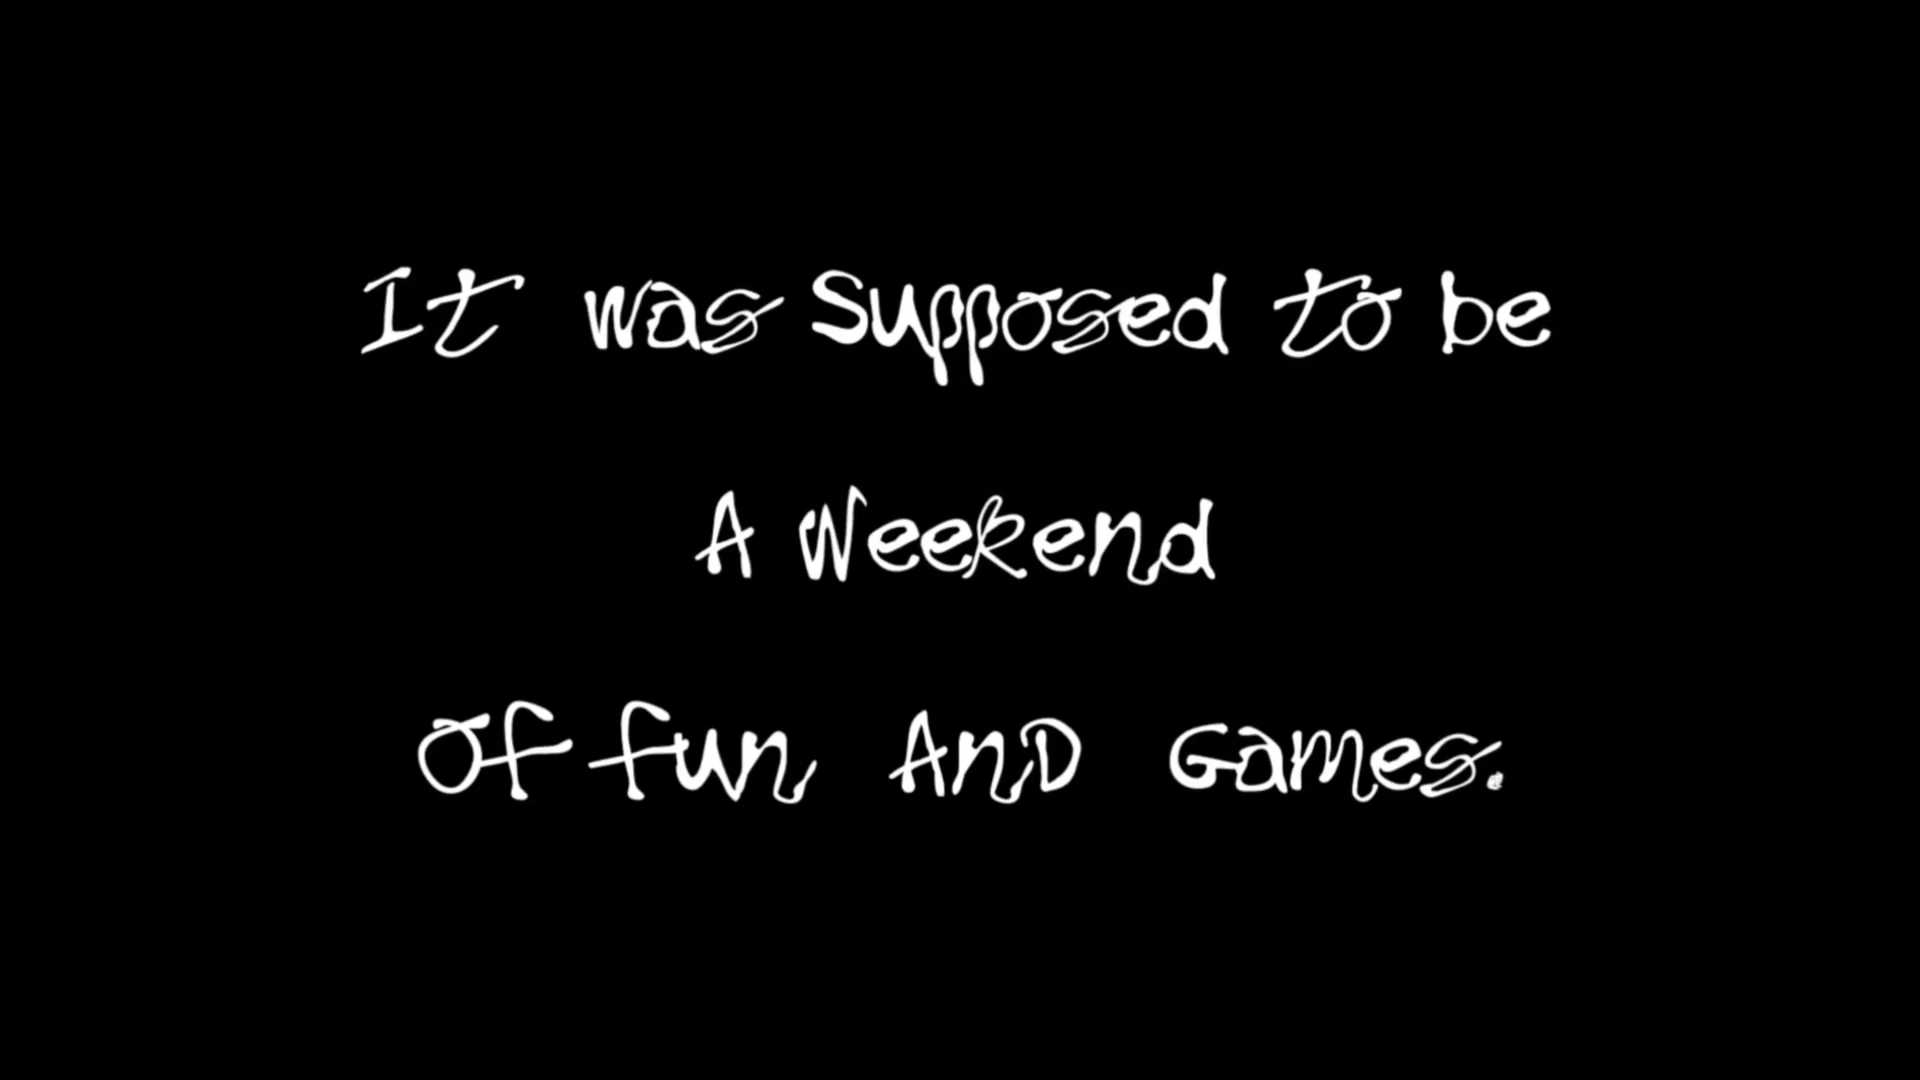 It was Supposed to be
A Weekend
Of fun AnD Games.